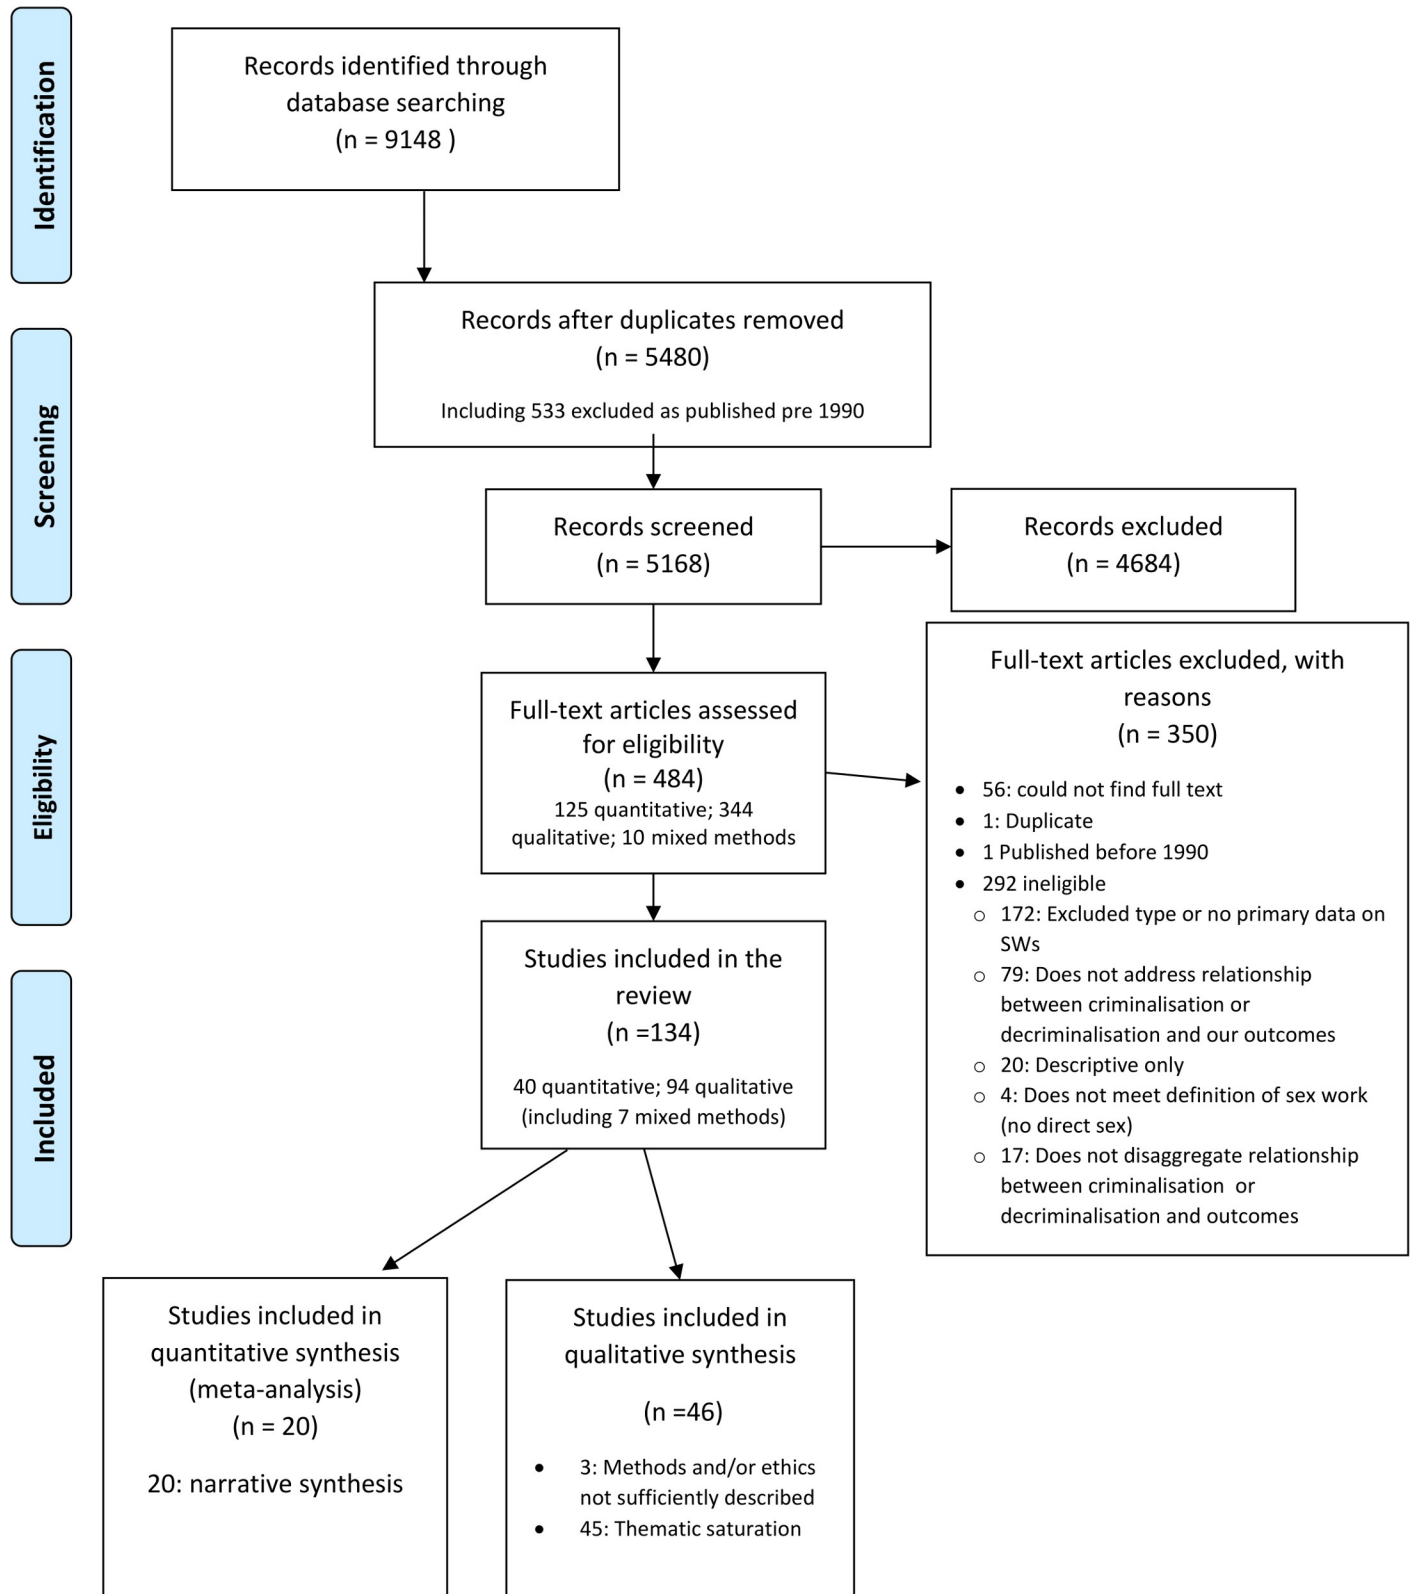 Identification
Records identified through
database searching
(n = 9148 )
Records after duplicates removed
(n = 5480)
Including 533 excluded as published pre 1990
Screening
Records screened
(n = 5168)
Records excluded
(n = 4684)
Eligibility
Full-text articles assessed
for eligibility
(n = 484)
125 quantitative; 344
qualitative; 10 mixed methods
Full-text articles excluded, with
reasons
(n = 350)
• 56: could not find full text
• 1: Duplicate
• 1 Published before 1990
• 292 ineligible
o 172: Excluded type or no primary data on
SWs
o 79: Does not address relationship
between criminalisation or
decriminalisation and our outcomes
o 20: Descriptive only
o 4: Does not meet definition of sex work
(no direct sex)
o 17: Does not disaggregate relationship
between criminalisation or
decriminalisation and outcomes
Included
Studies included in the
review
(n =134)
40 quantitative; 94 qualitative
(including 7 mixed methods)
Studies included in
quantitative synthesis
(meta-analysis)
(n = 20)
20: narrative synthesis
Studies included in
qualitative synthesis
(n =46)
• 3: Methods and/or ethics
not sufficiently described
• 45: Thematic saturation